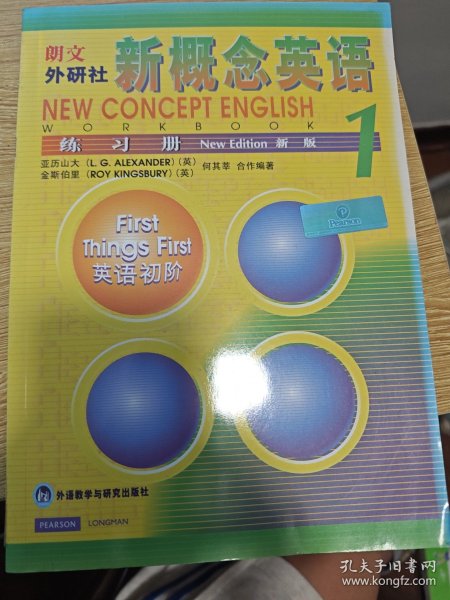 朗文
外研社
新概念英语
NEW CONCEPT ENGLISH
WORKBOOK
1
练习册 New Edition 新版
亚历山大 (L. G. ALEXANDER) (英)
金斯伯里 (ROY KINGSBURY) (英)
何其莘 合作编著
Pearson
First
Things First
英语初阶
外语教学与研究出版社
PEARSON LONGMAN
孔夫子旧书网
www.kongfz.com